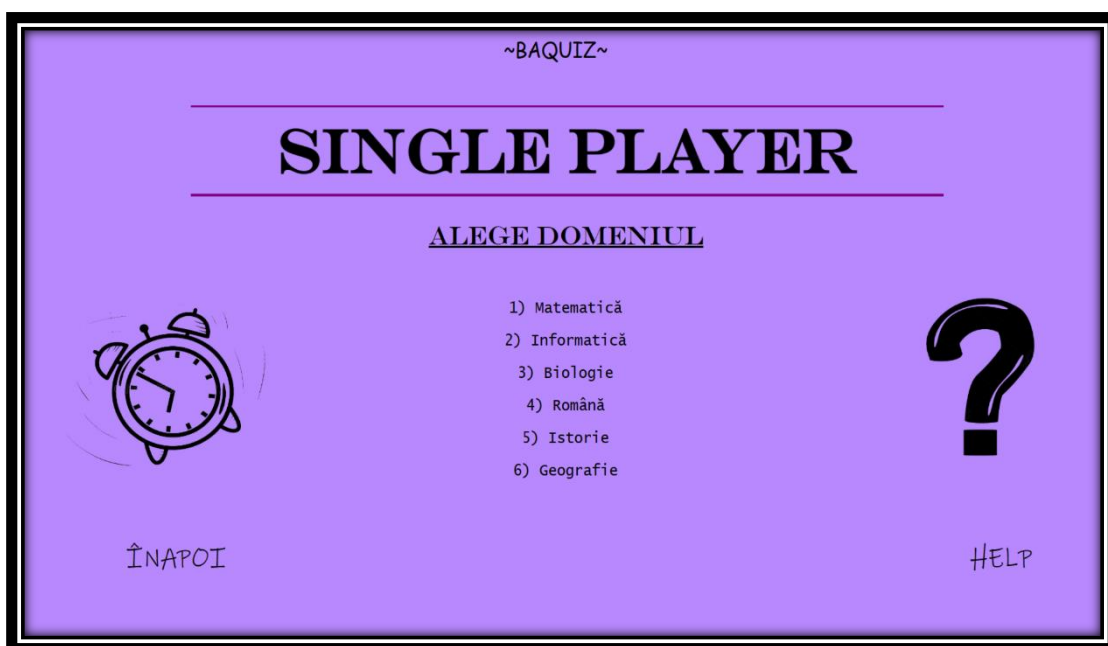 ~BAQUIZ~
SINGLE PLAYER
ALEGE DOMENIUL
1) Matematică
2) Informatică
3) Biologie
4) Română
5) Istorie
6) Geografie
ÎNAPOI
HELP